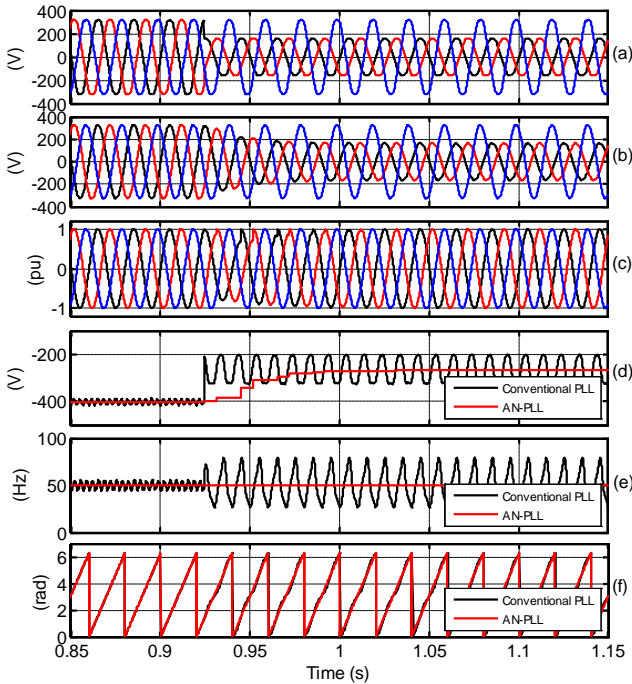 400
200
0
-200
-400
(V)
(a)
400
200
0
-200
-400
(V)
(b)
1
0
-1
(pu)
(c)
-200
-400
(V)
(d)
Conventional PLL
AN-PLL
100
50
0
(Hz)
(e)
Conventional PLL
AN-PLL
6
4
2
0
(rad)
(f)
Conventional PLL
AN-PLL
0.85 0.9 0.95 1 1.05 1.1 1.15
Time (s)